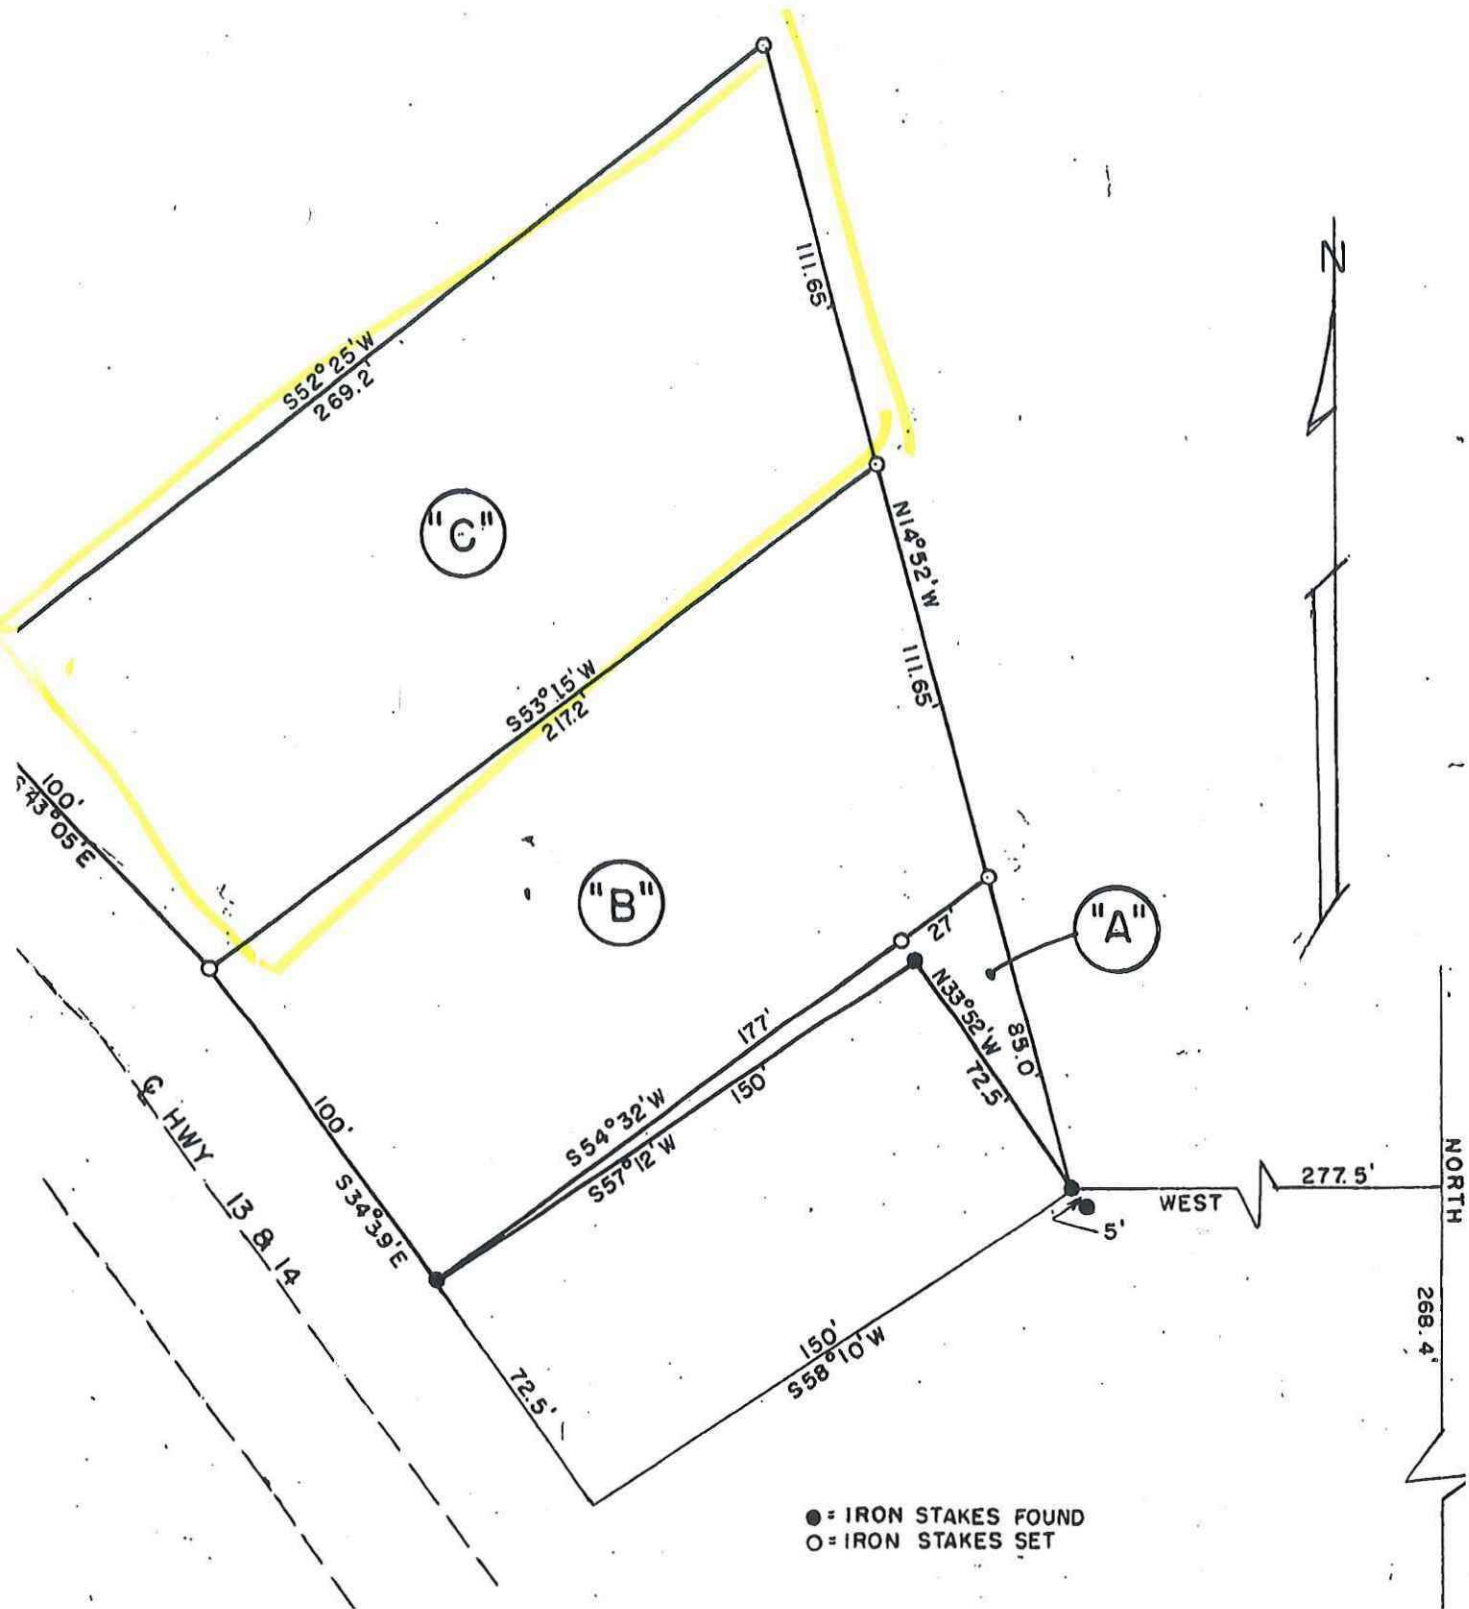 N
111.65'
S52°25'W
269.2'
"C"
N14°52'W
111.65'
S53°15'W
217.2'
100'
S43°05'E
"B"
"A"
27'
N33°52'W
72.5'
85.0'
177'
150'
S54°32'W
S57°12'W
100'
S34°39'E
℄ HWY 13 & 14
WEST
277.5'
NORTH
268.4'
5'
150'
S58°10'W
72.5'
● = IRON STAKES FOUND
○ = IRON STAKES SET